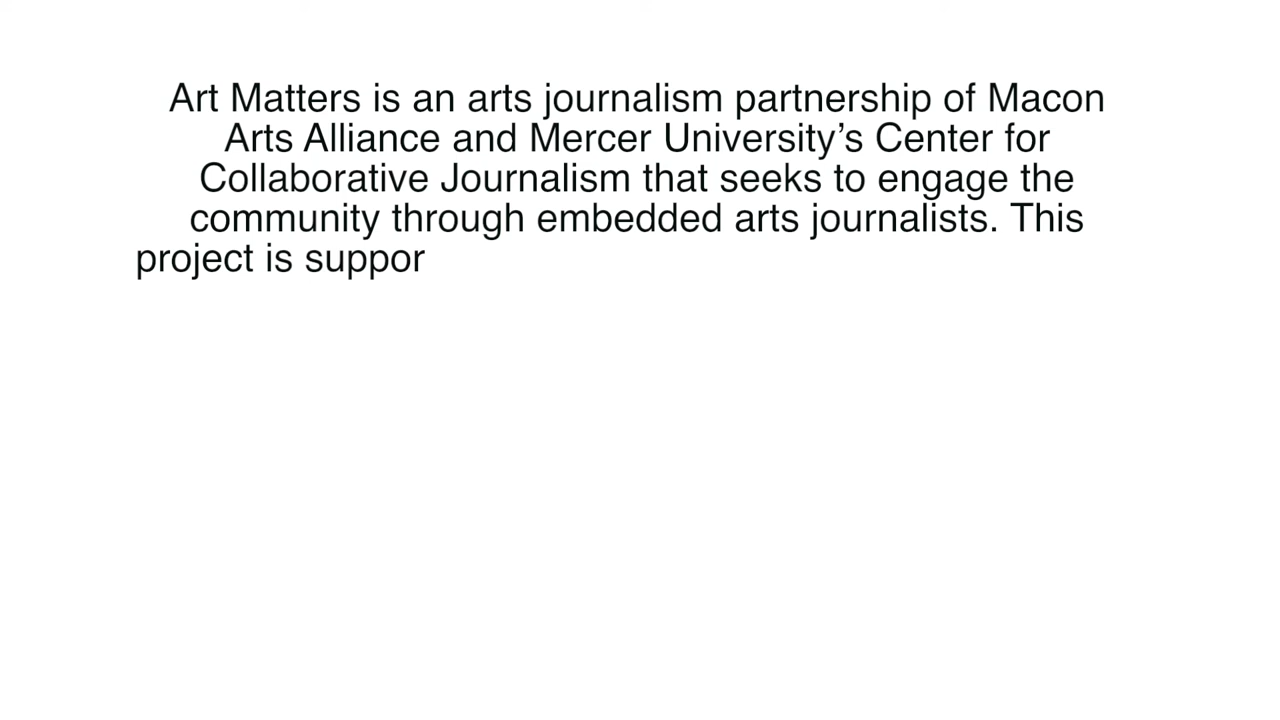 Art Matters is an arts journalism partnership of Macon
Arts Alliance and Mercer University’s Center for
Collaborative Journalism that seeks to engage the
community through embedded arts journalists. This
project is suppor